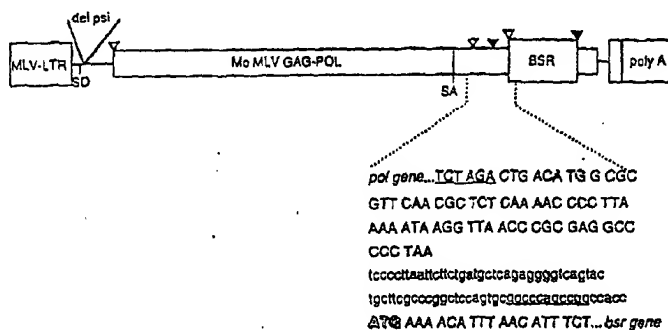 del psi
MLV-LTR
Mo MLV GAG-POL
BSR
poly A
SD
SA
pol gene...TCT AGA CTG ACA TG G CGC
GTT CAA CGC TCT CAA AAC CCC TTA
AAA ATA AGG TTA ACC CGC GAG GCC
CCC TAA
tccccttaattcttctgatgctcagaggggtcagtac
tgcttcgcccggctccagtgcggcccagccggccacc
ATG AAA ACA TTT AAC ATT TCT...bsr gene